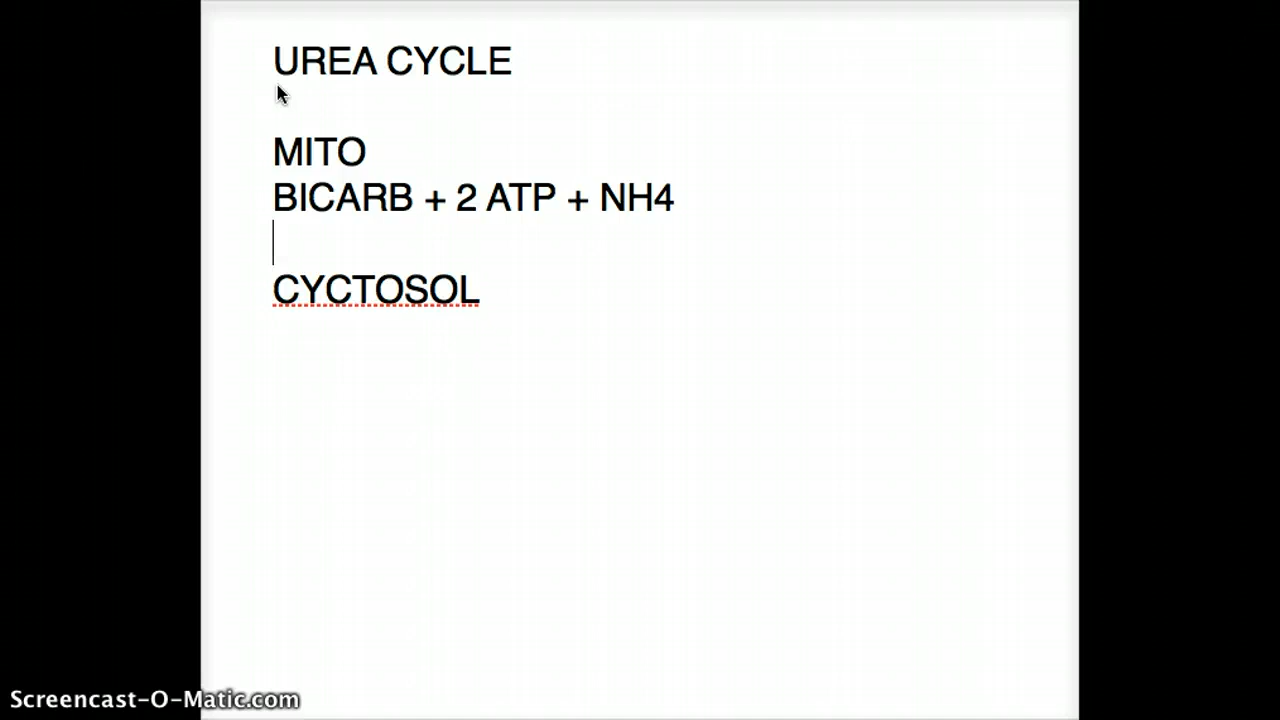 UREA CYCLE
MITO
BICARB + 2 ATP + NH4
CYCTOSOL
Screencast-O-Matic.com